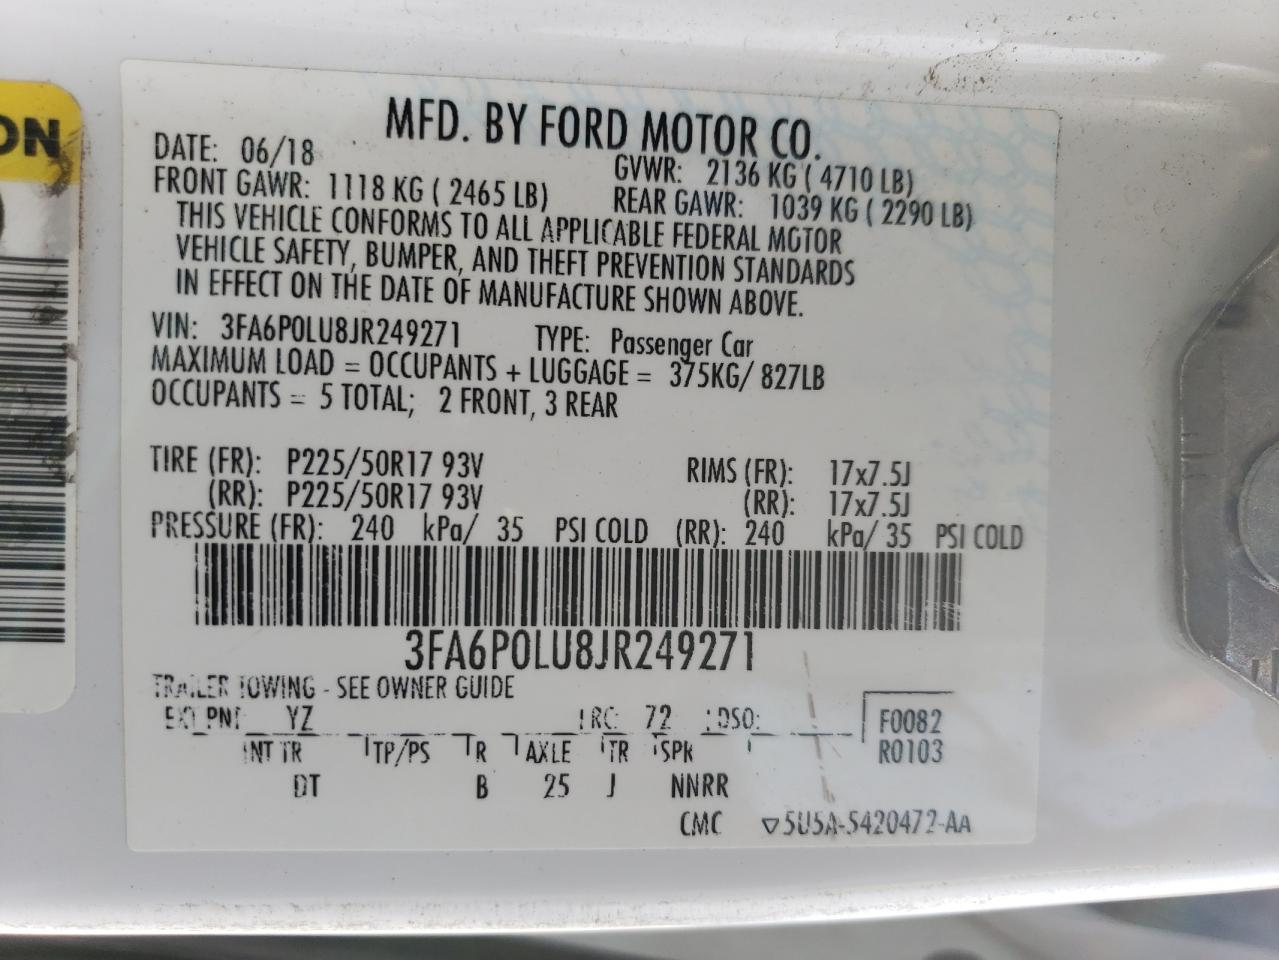 ON
MFD. BY FORD MOTOR CO.
DATE: 06/18 GVWR: 2136 KG ( 4710 LB)
FRONT GAWR: 1118 KG ( 2465 LB) REAR GAWR: 1039 KG ( 2290 LB)
THIS VEHICLE CONFORMS TO ALL APPLICABLE FEDERAL MOTOR
VEHICLE SAFETY, BUMPER, AND THEFT PREVENTION STANDARDS
IN EFFECT ON THE DATE OF MANUFACTURE SHOWN ABOVE.
VIN: 3FA6P0LU8JR249271 TYPE: Passenger Car
MAXIMUM LOAD = OCCUPANTS + LUGGAGE = 375KG/ 827LB
OCCUPANTS = 5 TOTAL; 2 FRONT, 3 REAR
TIRE (FR): P225/50R17 93V RIMS (FR): 17x7.5J
(RR): P225/50R17 93V (RR): 17x7.5J
PRESSURE (FR): 240 kPa/ 35 PSI COLD (RR): 240 kPa/ 35 PSI COLD
3FA6P0LU8JR249271
TRAILER TOWING - SEE OWNER GUIDE
EXT PNT YZ RC: 72 DSO: F0082
INT TR TP/PS R AXLE TR SPR R0103
DT B 25 J NNRR
CMC ▽5U5A-5420472-AA